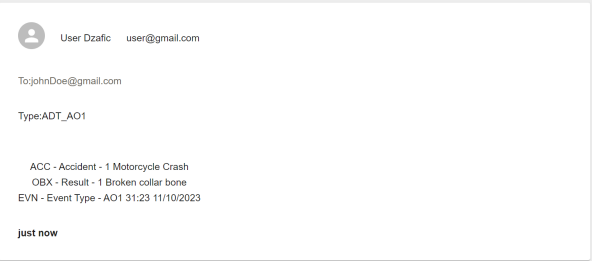 User Dzafic user@gmail.com
To:johnDoe@gmail.com
Type:ADT_AO1
ACC - Accident - 1 Motorcycle Crash
OBX - Result - 1 Broken collar bone
EVN - Event Type - AO1 31:23 11/10/2023
just now